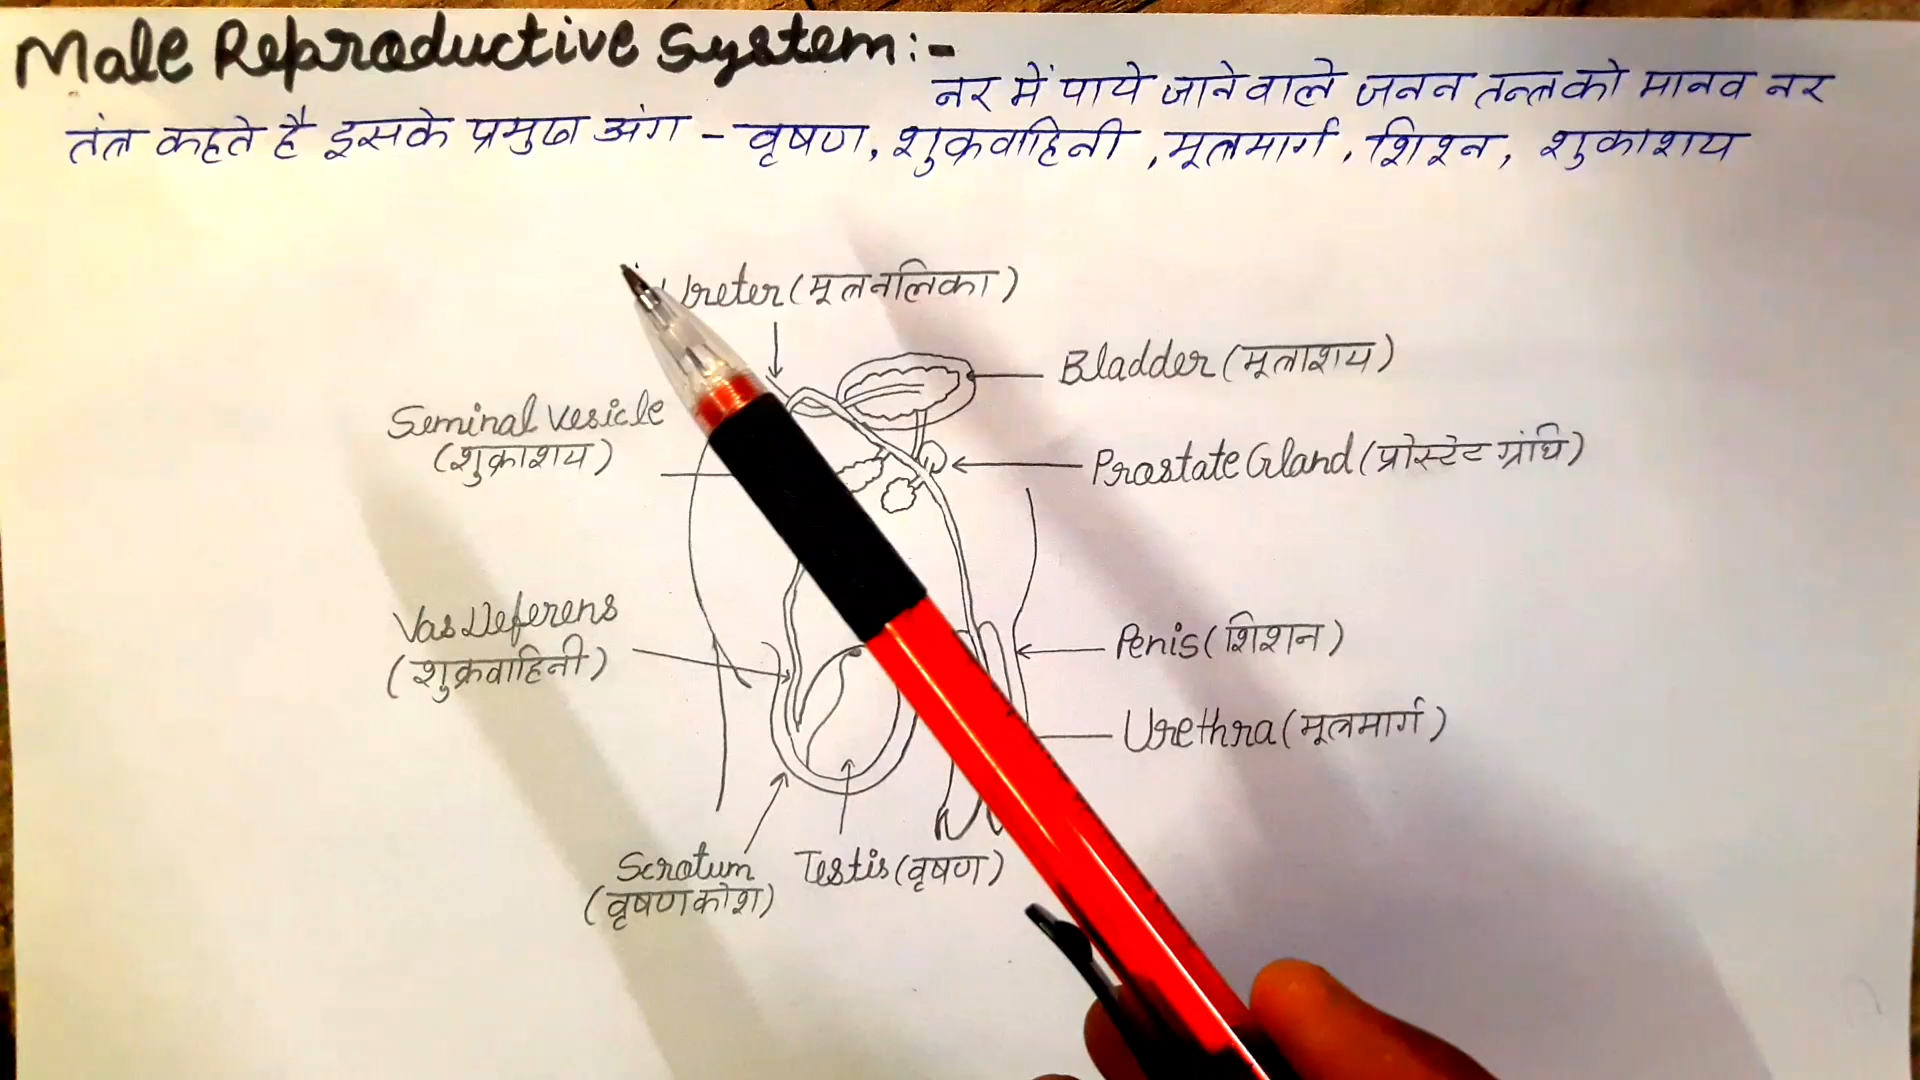 Male Reproductive System:-
नर में पाये जाने वाले जनन तन्त्र को मानव नर
तंत्र कहते है इसके प्रमुख अंग - वृषण, शुक्रवाहिनी, मूत्रमार्ग, शिश्न, शुक्राशय
Ureter (मूत्रनलिका)
Bladder (मूत्राशय)
Seminal Vesicle
(शुक्राशय)
Prostate Gland (प्रोस्टेट ग्रंथि)
Vas Deferens
(शुक्रवाहिनी)
Penis (शिशन)
Urethra (मूत्रमार्ग)
Scrotum
(वृषण कोश)
Testis (वृषण)